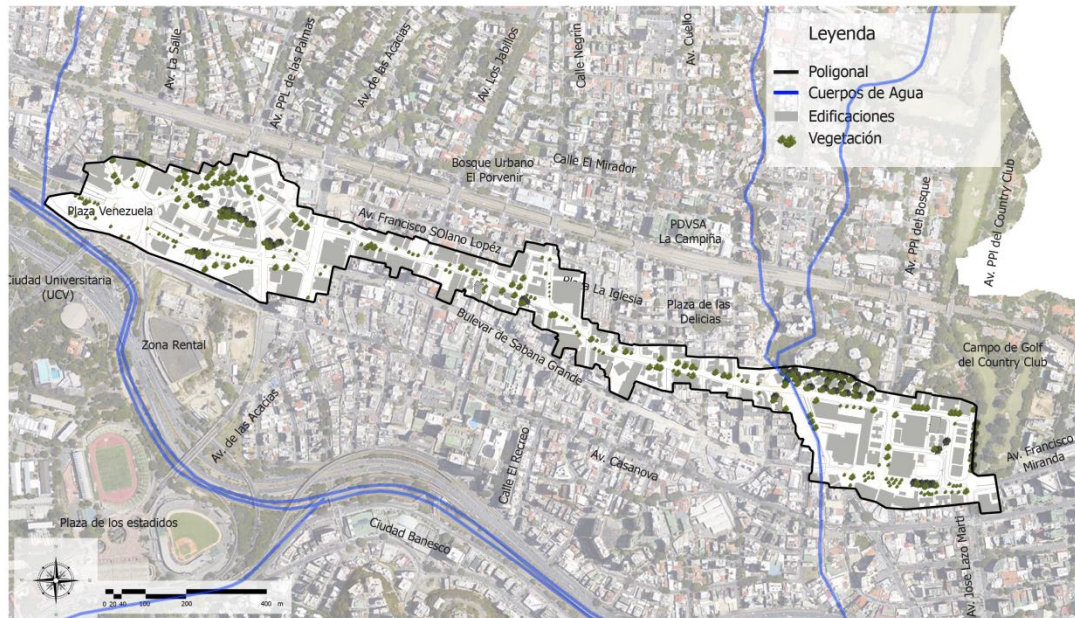 Leyenda
Poligonal
Cuerpos de Agua
Edificaciones
Vegetación
Av. La Salle
Av. PPL de las Palmas
Av. de las Acacias
Av. Los Jabillos
Calle Negrín
Av. Cuello
Bosque Urbano
El Porvenir
Calle El Mirador
Av. PPl del Bosque
Av. PPl del Country Club
Plaza Venezuela
Av. Francisco SOlano Lopéz
PDVSA
La Campiña
La Iglesia
Plaza de las
Delicias
Ciudad Universitaria
(UCV)
Zona Rental
Bulevar de Sabana Grande
Campo de Golf
del Country Club
Av. de las Acacias
Calle El Recreo
Av. Casanova
Av. Francisco
Miranda
Plaza de los estadidos
Ciudad Banesco
Av. Jose Lazo Marti
0 20 40 100 200 400 m